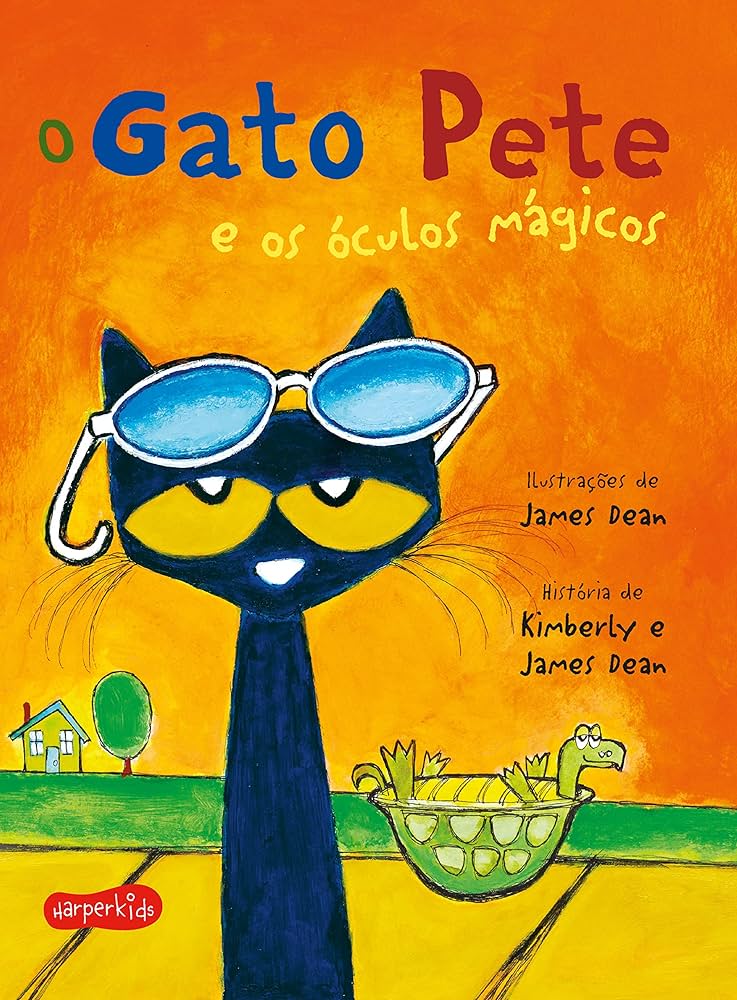 o Gato Pete
e os óculos mágicos
Ilustrações de
James Dean
História de
Kimberly e
James Dean
Harperkids